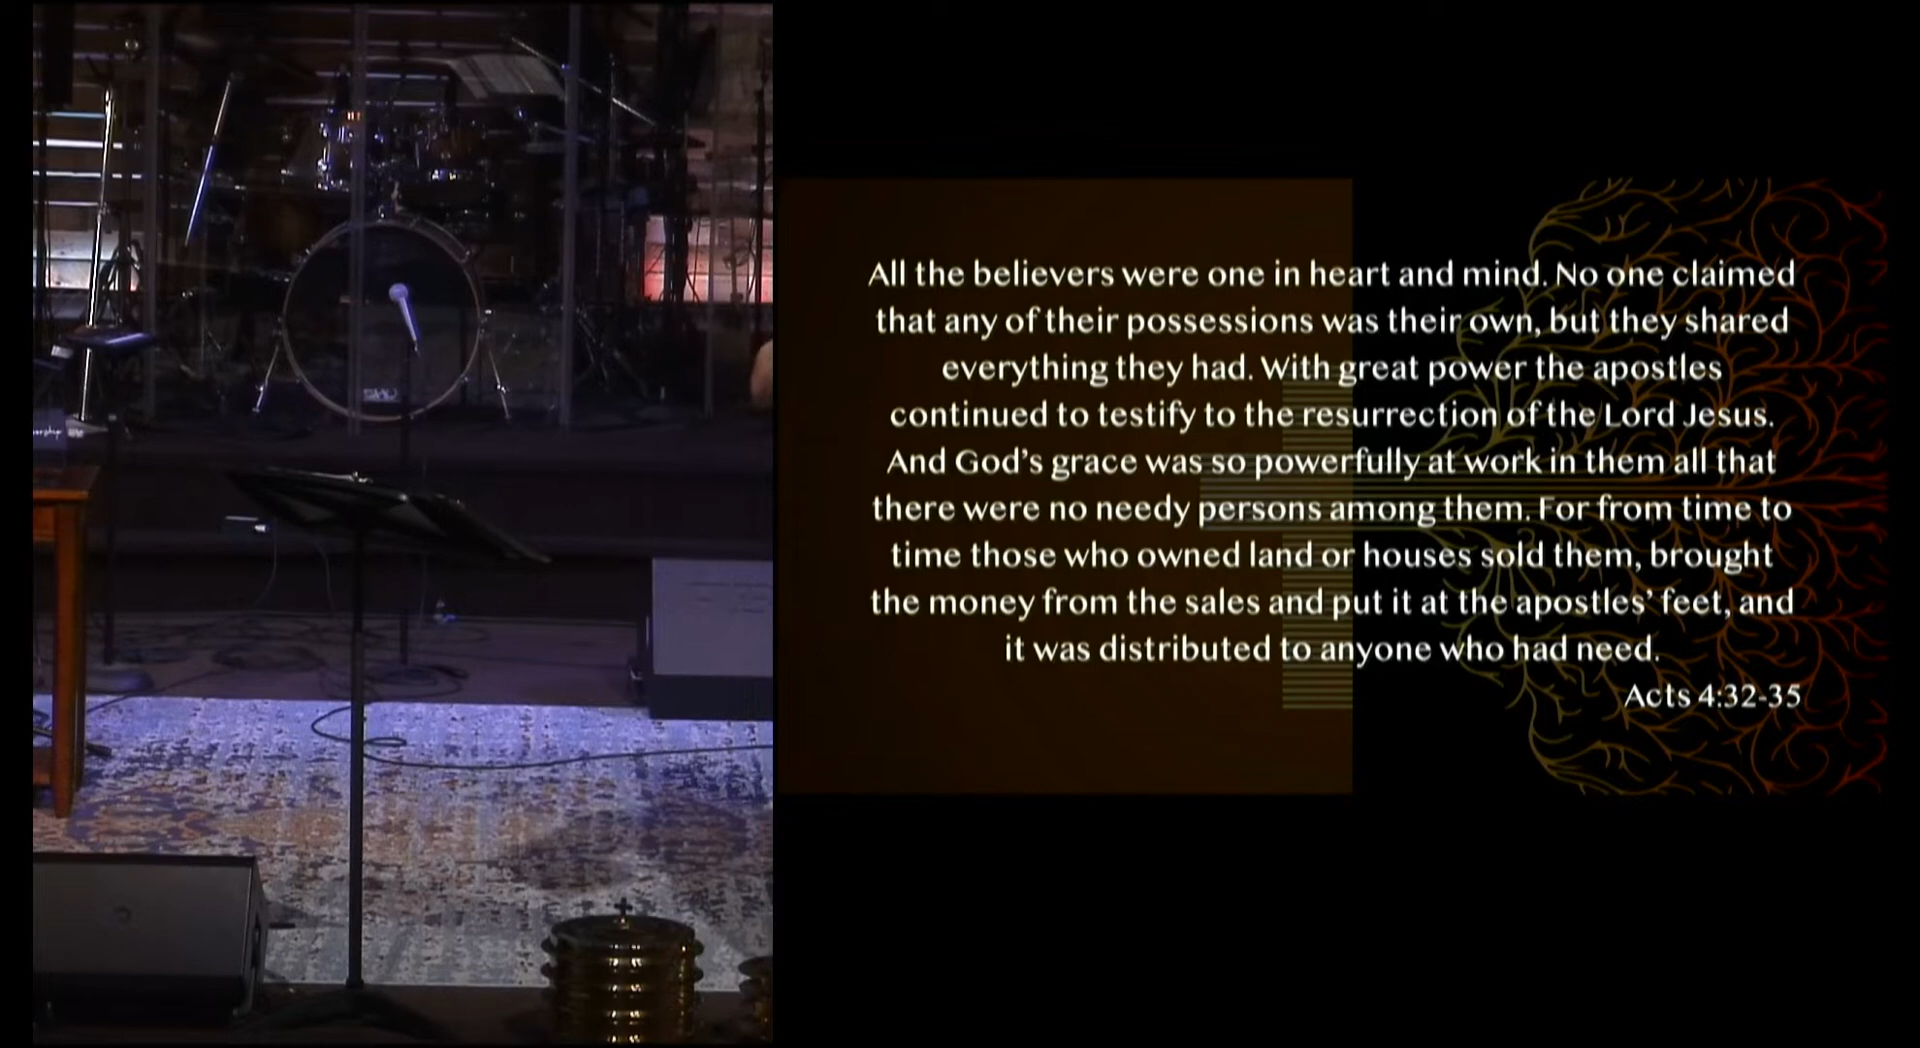 All the believers were one in heart and mind. No one claimed
that any of their possessions was their own, but they shared
everything they had. With great power the apostles
continued to testify to the resurrection of the Lord Jesus.
And God’s grace was so powerfully at work in them all that
there were no needy persons among them. For from time to
time those who owned land or houses sold them, brought
the money from the sales and put it at the apostles’ feet, and
it was distributed to anyone who had need.
Acts 4:32-35